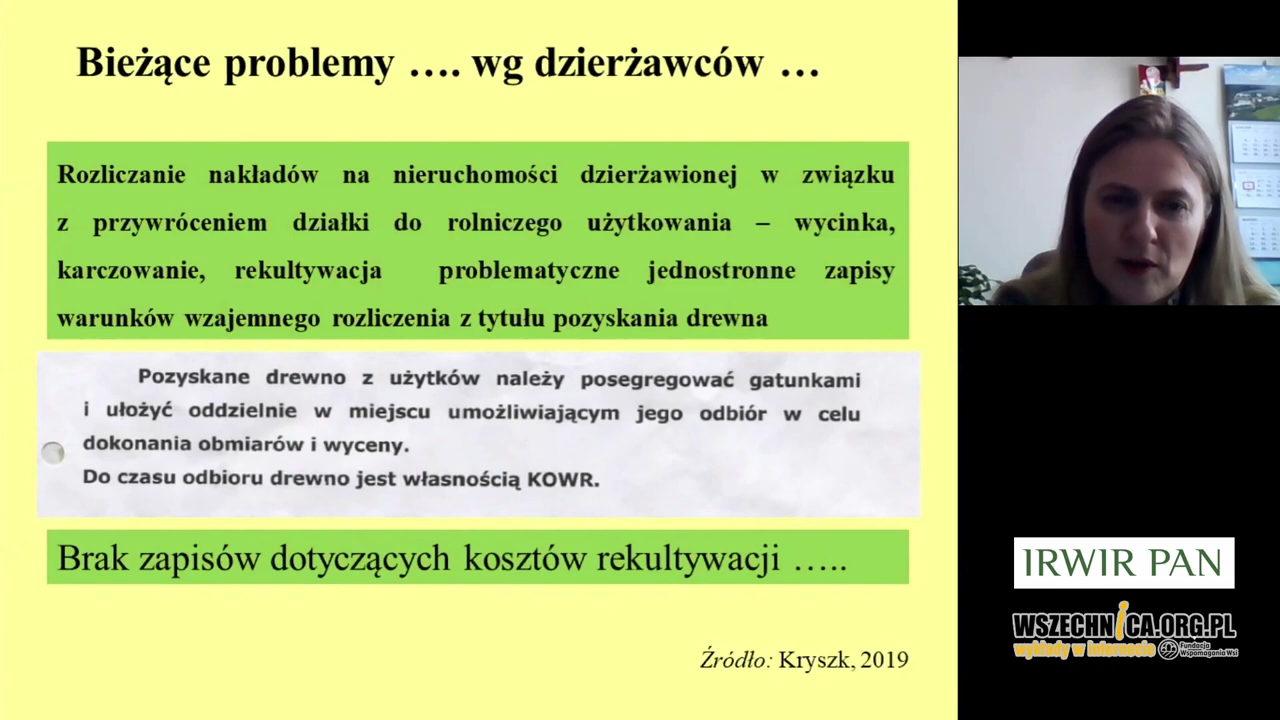 Bieżące problemy …. wg dzierżawców …
Rozliczanie nakładów na nieruchomości dzierżawionej w związku
z przywróceniem działki do rolniczego użytkowania – wycinka,
karczowanie, rekultywacja problematyczne jednostronne zapisy
warunków wzajemnego rozliczenia z tytułu pozyskania drewna
Pozyskane drewno z użytków należy posegregować gatunkami
i ułożyć oddzielnie w miejscu umożliwiającym jego odbiór w celu
dokonania obmiarów i wyceny.
Do czasu odbioru drewno jest własnością KOWR.
Brak zapisów dotyczących kosztów rekultywacji …..
Źródło: Kryszk, 2019
IRWIR PAN
WSZECHNICA.ORG.PL
wykłady w internecie
Fundacja
Wspomagania Wsi